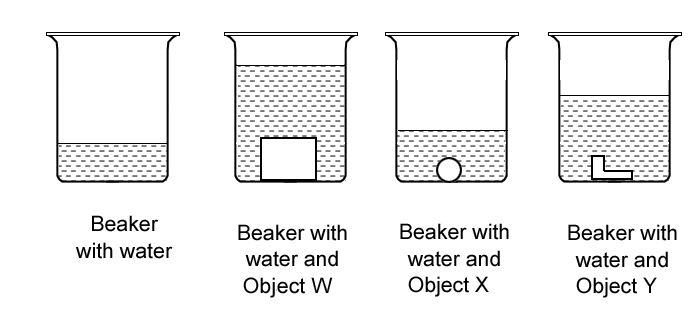 Beaker
with water
Beaker with
water and
Object W
Beaker with
water and
Object X
Beaker with
water and
Object Y